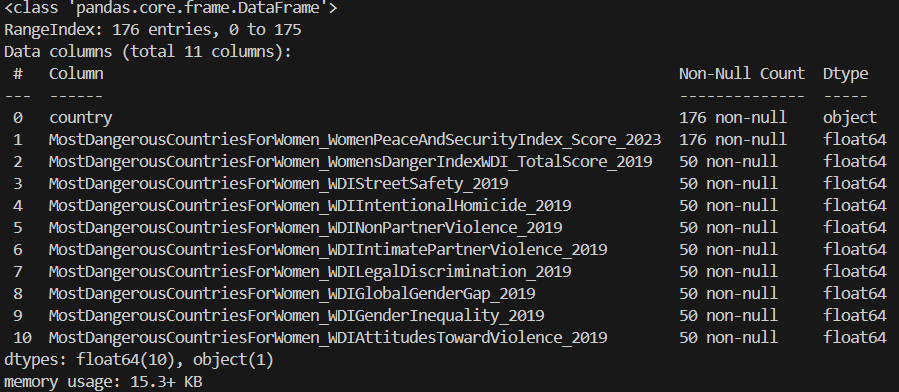 <class 'pandas.core.frame.DataFrame'>
RangeIndex: 176 entries, 0 to 175
Data columns (total 11 columns):
 #   Column                                                          Non-Null Count  Dtype
---  ------                                                          --------------  -----
 0   country                                                         176 non-null    object
 1   MostDangerousCountriesForWomen_WomenPeaceAndSecurityIndex_Score_2023  176 non-null    float64
 2   MostDangerousCountriesForWomen_WomensDangerIndexWDI_TotalScore_2019  50 non-null     float64
 3   MostDangerousCountriesForWomen_WDIStreetSafety_2019             50 non-null     float64
 4   MostDangerousCountriesForWomen_WDIIntentionalHomicide_2019      50 non-null     float64
 5   MostDangerousCountriesForWomen_WDINonPartnerViolence_2019       50 non-null     float64
 6   MostDangerousCountriesForWomen_WDIIntimatePartnerViolence_2019  50 non-null     float64
 7   MostDangerousCountriesForWomen_WDILegalDiscrimination_2019      50 non-null     float64
 8   MostDangerousCountriesForWomen_WDIGlobalGenderGap_2019          50 non-null     float64
 9   MostDangerousCountriesForWomen_WDIGenderInequality_2019         50 non-null     float64
 10  MostDangerousCountriesForWomen_WDIAttitudesTowardViolence_2019  50 non-null     float64
dtypes: float64(10), object(1)
memory usage: 15.3+ KB